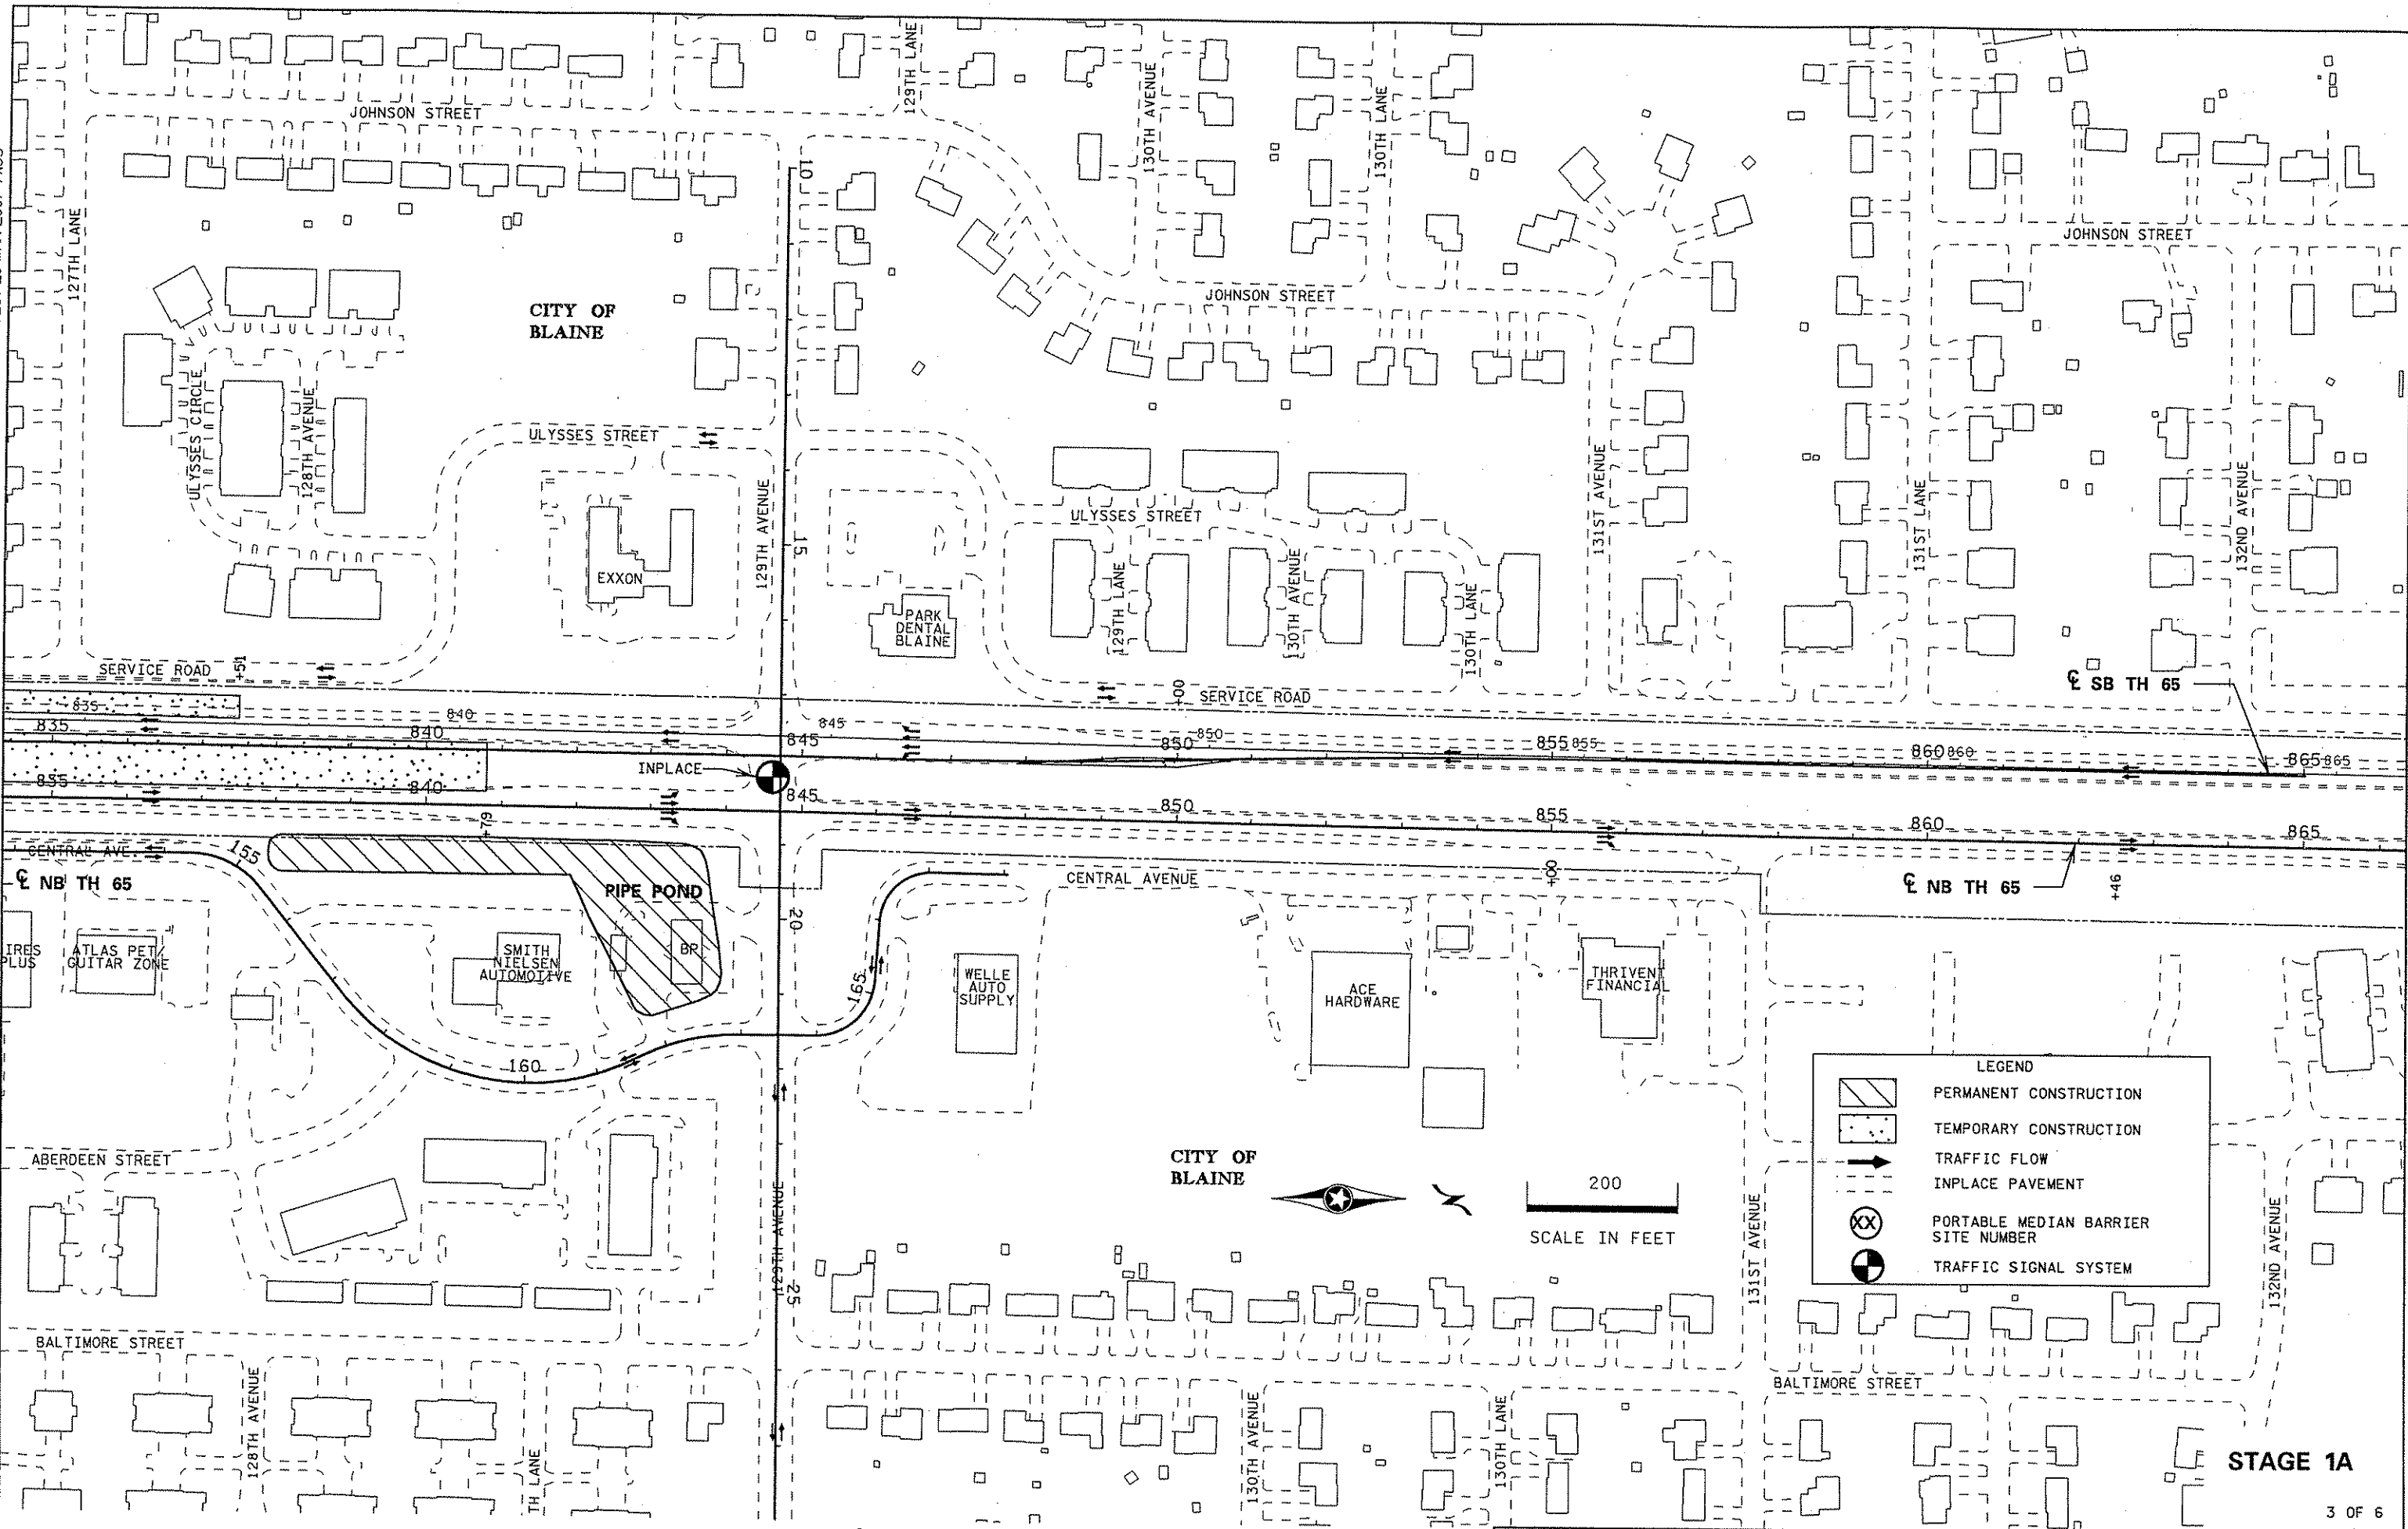 129TH LANE
JOHNSON STREET
130TH AVENUE
130TH LANE
10
127TH LANE
JOHNSON STREET
CITY OF
BLAINE
JOHNSON STREET
ULYSSES CIRCLE
128TH AVENUE
ULYSSES STREET
129TH AVENUE
15
ULYSSES STREET
131ST AVENUE
131ST LANE
132ND AVENUE
EXXON
PARK
DENTAL
BLAINE
129TH LANE
130TH AVENUE
130TH LANE
SERVICE ROAD
+51
+00
SERVICE ROAD
℄ SB TH 65
835
840
845
850
855
860
865
835
840
845
850
855
860
865
INPLACE
835
840
845
850
855
860
865
+79
CENTRAL AVE.
155
℄ NB TH 65
PIPE POND
CENTRAL AVENUE
+00
℄ NB TH 65
+46
20
IRES
PLUS
ATLAS PET/
GUITAR ZONE
SMITH
NIELSEN
AUTOMOTIVE
BP
165
WELLE
AUTO
SUPPLY
ACE
HARDWARE
THRIVENT
FINANCIAL
160
LEGEND
PERMANENT CONSTRUCTION
TEMPORARY CONSTRUCTION
TRAFFIC FLOW
INPLACE PAVEMENT
XX
PORTABLE MEDIAN BARRIER
SITE NUMBER
TRAFFIC SIGNAL SYSTEM
ABERDEEN STREET
CITY OF
BLAINE
200
SCALE IN FEET
129TH AVENUE
25
131ST AVENUE
132ND AVENUE
BALTIMORE STREET
BALTIMORE STREET
128TH AVENUE
TH LANE
130TH AVENUE
130TH LANE
STAGE 1A
3 OF 6